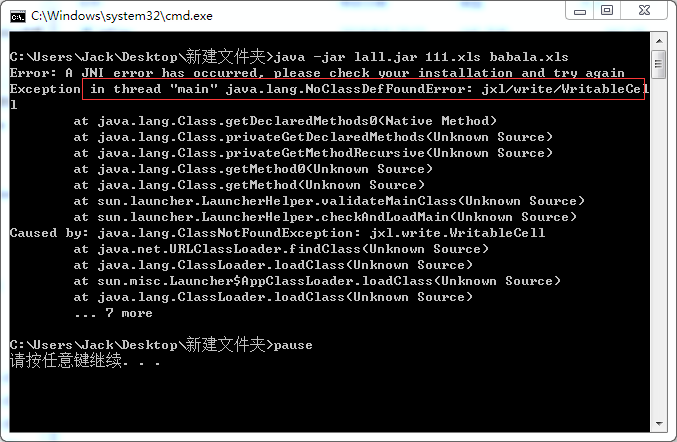 C:\Windows\system32\cmd.exe
C:\Users\Jack\Desktop\新建文件夹>java -jar lall.jar 111.xls babala.xls
Error: A JNI error has occurred, please check your installation and try again
Exception in thread "main" java.lang.NoClassDefFoundError: jxl/write/WritableCel
l
at java.lang.Class.getDeclaredMethods0(Native Method)
at java.lang.Class.privateGetDeclaredMethods(Unknown Source)
at java.lang.Class.privateGetMethodRecursive(Unknown Source)
at java.lang.Class.getMethod0(Unknown Source)
at java.lang.Class.getMethod(Unknown Source)
at sun.launcher.LauncherHelper.validateMainClass(Unknown Source)
at sun.launcher.LauncherHelper.checkAndLoadMain(Unknown Source)
Caused by: java.lang.ClassNotFoundException: jxl.write.WritableCell
at java.net.URLClassLoader.findClass(Unknown Source)
at java.lang.ClassLoader.loadClass(Unknown Source)
at sun.misc.Launcher$AppClassLoader.loadClass(Unknown Source)
at java.lang.ClassLoader.loadClass(Unknown Source)
... 7 more
C:\Users\Jack\Desktop\新建文件夹>pause
请按任意键继续. . .